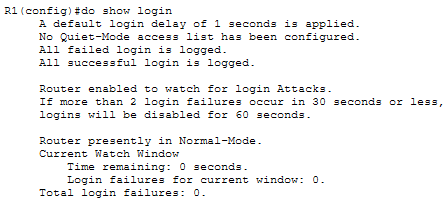 R1(config)#do show login
A default login delay of 1 seconds is applied.
No Quiet-Mode access list has been configured.
All failed login is logged.
All successful login is logged.
Router enabled to watch for login Attacks.
If more than 2 login failures occur in 30 seconds or less,
logins will be disabled for 60 seconds.
Router presently in Normal-Mode.
Current Watch Window
Time remaining: 0 seconds.
Login failures for current window: 0.
Total login failures: 0.